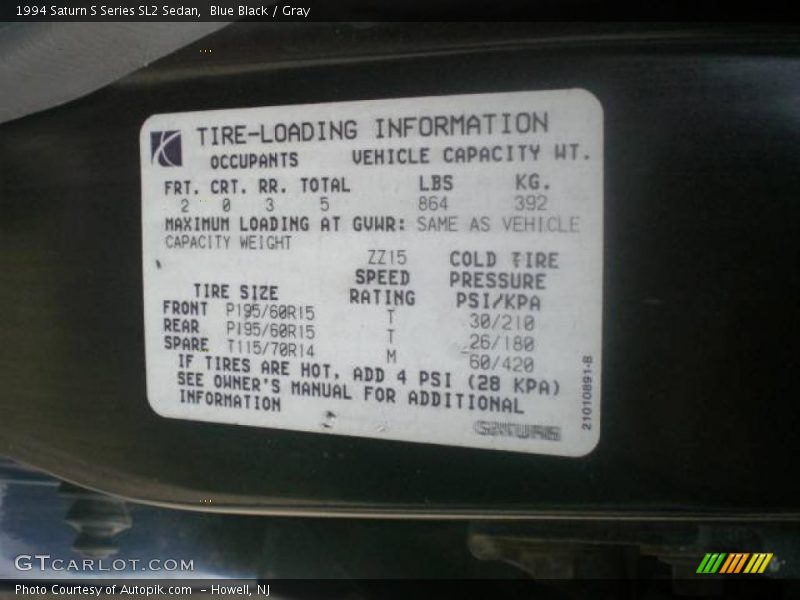 1994 Saturn S Series SL2 Sedan,  Blue Black / Gray
TIRE-LOADING INFORMATION
OCCUPANTS VEHICLE CAPACITY WT.
FRT. CRT. RR. TOTAL LBS KG.
2 0 3 5 864 392
MAXIMUM LOADING AT GVWR: SAME AS VEHICLE
CAPACITY WEIGHT
ZZ15 COLD TIRE
SPEED PRESSURE
TIRE SIZE RATING PSI/KPA
FRONT P195/60R15 T 30/210
REAR P195/60R15 T 26/180
SPARE T115/70R14 M 60/420
IF TIRES ARE HOT, ADD 4 PSI (28 KPA)
SEE OWNER'S MANUAL FOR ADDITIONAL
INFORMATION
SATURN
21010891-B
GTCARLOT.COM
Photo Courtesy of Autopik.com  - Howell, NJ